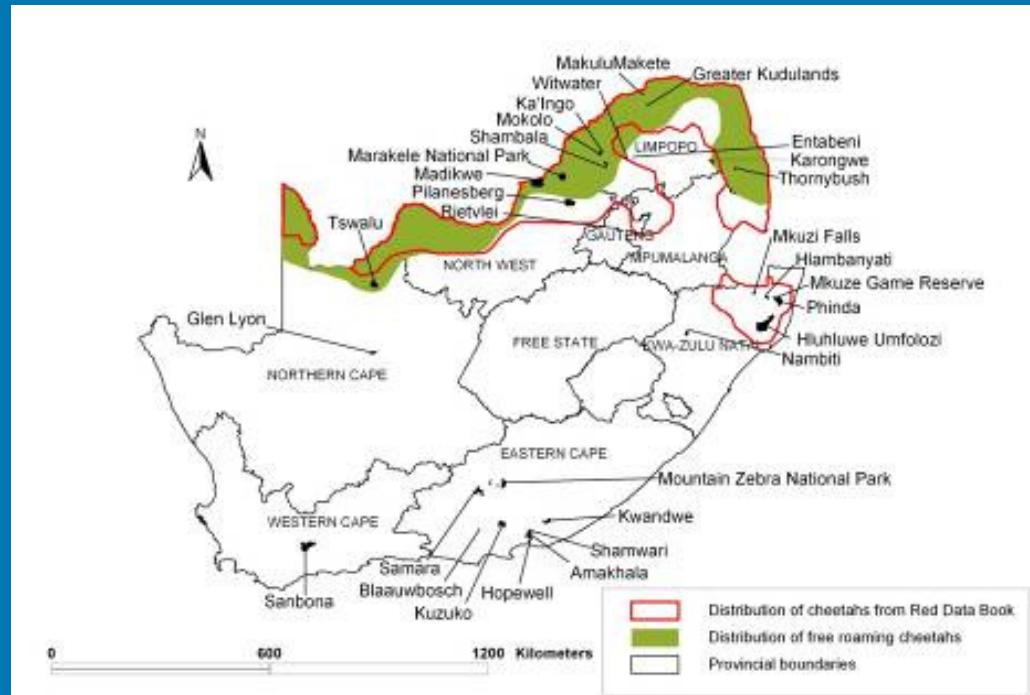 MakuluMakete
Greater Kudulands
Witwater
Ka'Ingo
Mokolo
Shambala
N
LIMPOPO
Entabeni
Marakele National Park
Karongwe
Madikwe
Thornybush
Pilanesberg
Rietvlei
Tswalu
GAUTENG
Mkuzi Falls
NORTH WEST
MPUMALANGA
Hlambanyati
Mkuze Game Reserve
Phinda
Glen Lyon
Hluhluwe Umfolozi
FREE STATE
KWA-ZULU NATAL
Nambiti
NORTHERN CAPE
EASTERN CAPE
Mountain Zebra National Park
WESTERN CAPE
Kwandwe
Shamwari
Samara
Amakhala
Blaauwbosch
Hopewell
Sanbona
Kuzuko
Distribution of cheetahs from Red Data Book
Distribution of free roaming cheetahs
Provincial boundaries
0 600 1200 Kilometers